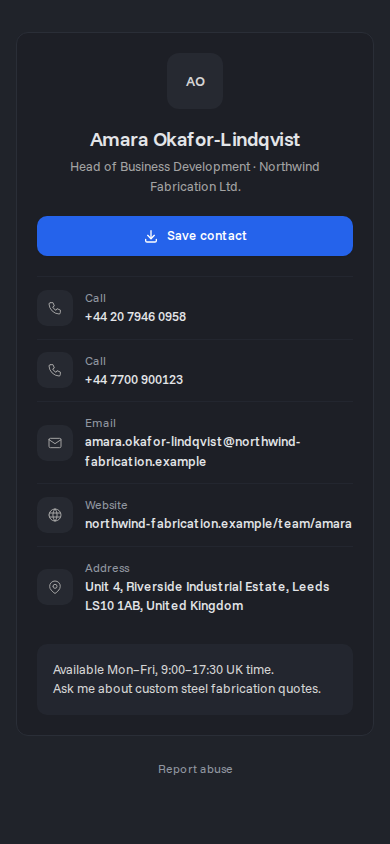 AO
Amara Okafor-Lindqvist
Head of Business Development · Northwind
Fabrication Ltd.
Save contact
Call
+44 20 7946 0958
Call
+44 7700 900123
Email
amara.okafor-lindqvist@northwind-
fabrication.example
Website
northwind-fabrication.example/team/amara
Address
Unit 4, Riverside Industrial Estate, Leeds
LS10 1AB, United Kingdom
Available Mon–Fri, 9:00–17:30 UK time.
Ask me about custom steel fabrication quotes.
Report abuse